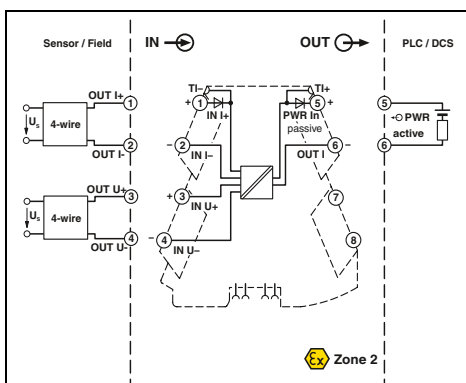 Sensor / Field IN OUT PLC / DCS
OUT I+ 1 TI– + 1 IN I+ TI+ 5 + PWR In passive 5
Us 4-wire +O PWR active
OUT I- 2 – 2 IN I– OUT I 6 – 6
OUT U+ 3 + 3 IN U+ 7
Us 4-wire
OUT U- 4 – 4 IN U– 8
Ex Zone 2